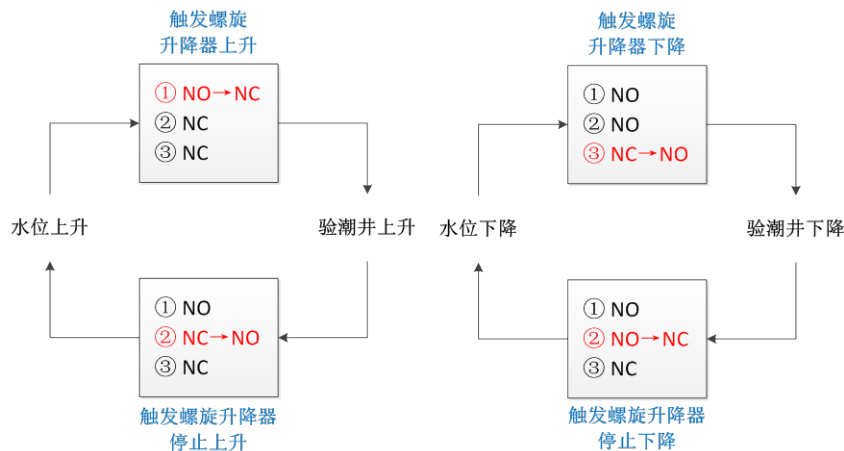 触发螺旋
升降器上升
① NO→NC
② NC
③ NC
水位上升
验潮井上升
① NO
② NC→NO
③ NC
触发螺旋升降器
停止上升
触发螺旋
升降器下降
① NO
② NO
③ NC→NO
水位下降
验潮井下降
① NO
② NO→NC
③ NC
触发螺旋升降器
停止下降